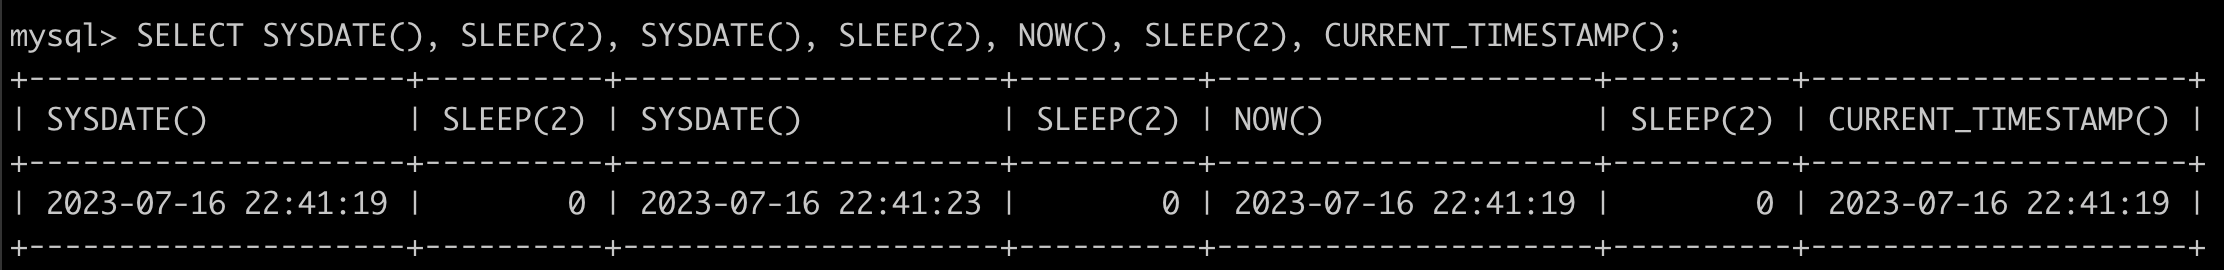 mysql> SELECT SYSDATE(), SLEEP(2), SYSDATE(), SLEEP(2), NOW(), SLEEP(2), CURRENT_TIMESTAMP();
+---------------------+----------+---------------------+----------+---------------------+----------+---------------------+
| SYSDATE()           | SLEEP(2) | SYSDATE()           | SLEEP(2) | NOW()               | SLEEP(2) | CURRENT_TIMESTAMP() |
+---------------------+----------+---------------------+----------+---------------------+----------+---------------------+
| 2023-07-16 22:41:19 |        0 | 2023-07-16 22:41:23 |        0 | 2023-07-16 22:41:19 |        0 | 2023-07-16 22:41:19 |
+---------------------+----------+---------------------+----------+---------------------+----------+---------------------+